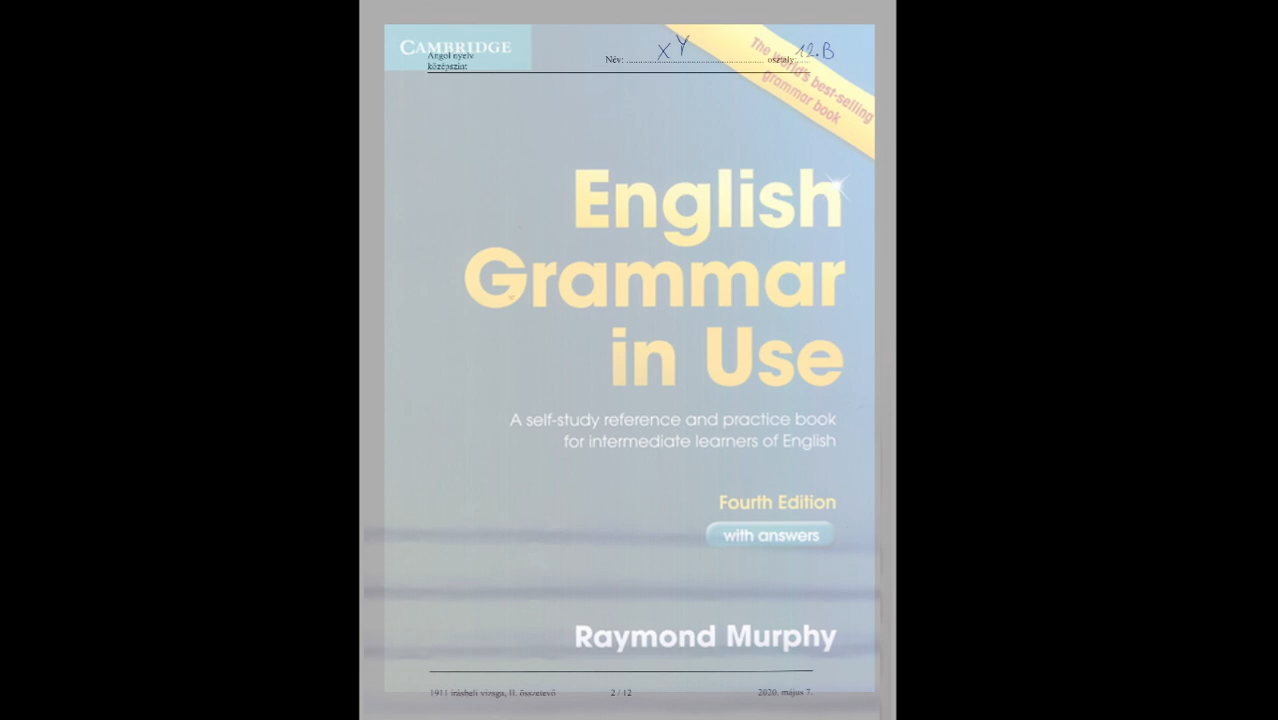 CAMBRIDGE
Angol nyelv
középszint
Név: X Y osztály: 12.B
The world's best-selling
grammar book
English
Grammar
in Use
A self-study reference and practice book
for intermediate learners of English
Fourth Edition
with answers
Raymond Murphy
1911 írásbeli vizsga, II. összetevő 2 / 12 2020. május 7.